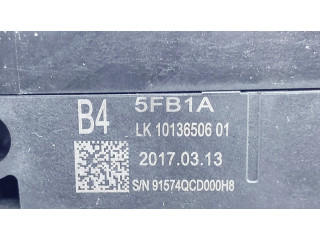 B4 5FB1A
LK 10136506 01
2017.03.13
S/N 91574QCD000H8